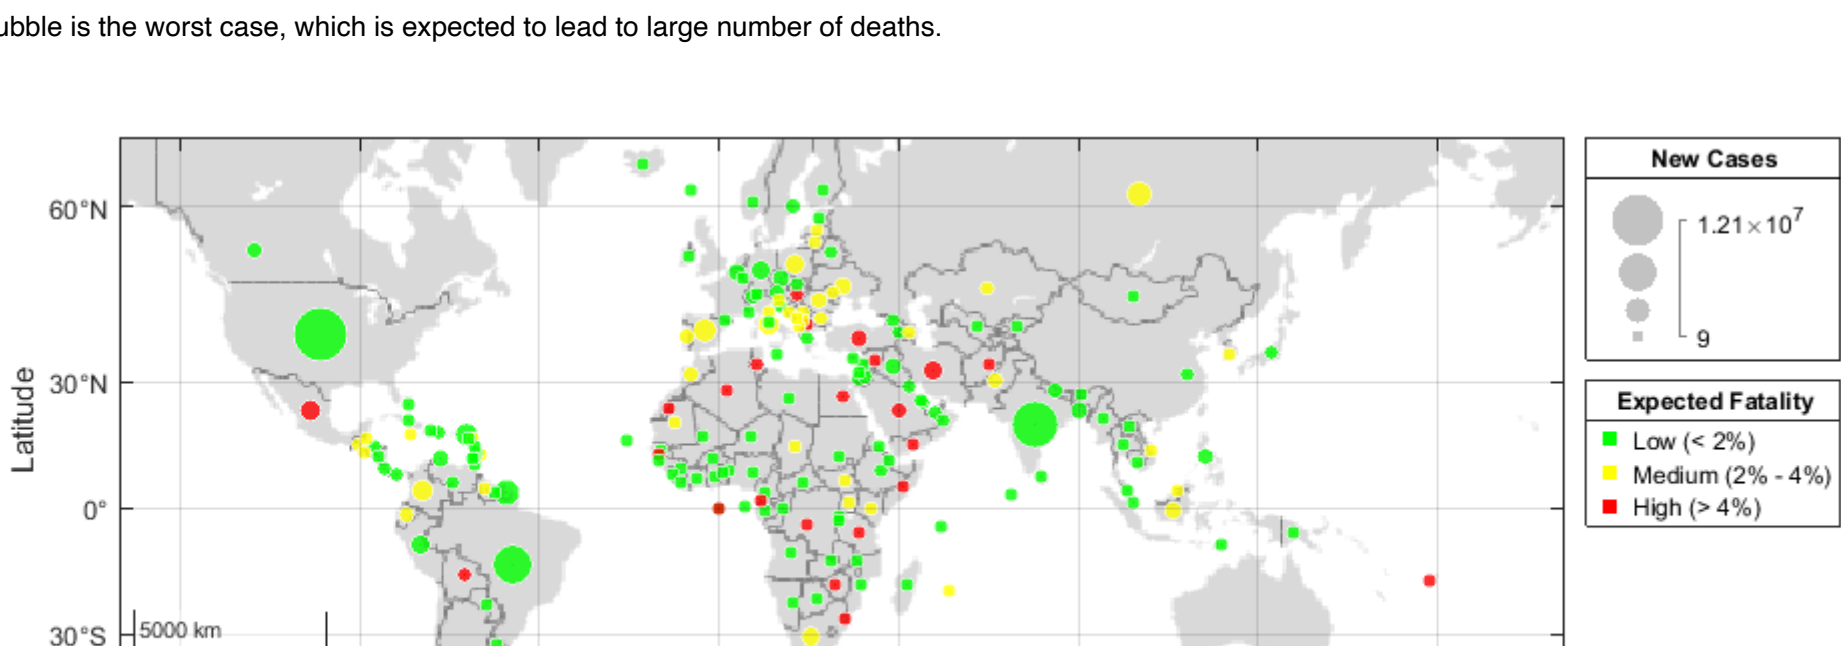 ubble is the worst case, which is expected to lead to large number of deaths.
New Cases
1.21×10⁷
9
Expected Fatality
Low (< 2%)
Medium (2% - 4%)
High (> 4%)
Latitude
60°N
30°N
0°
30°S
5000 km